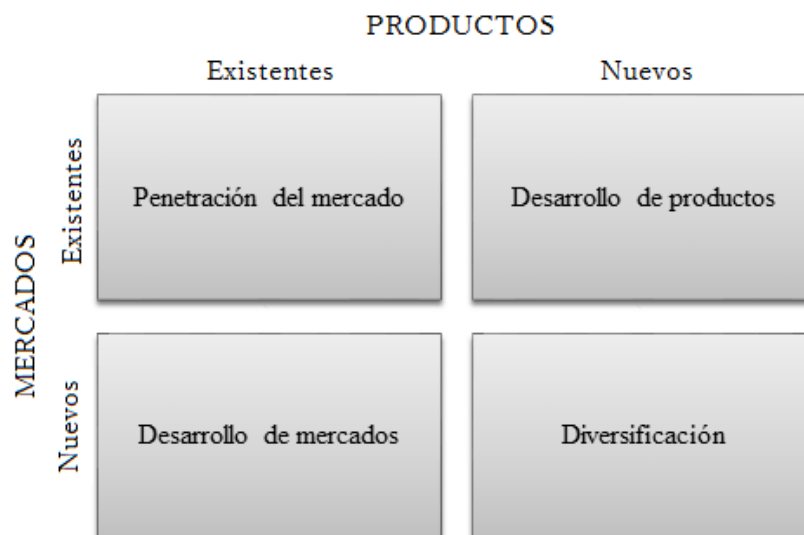 PRODUCTOS
Existentes
Nuevos
MERCADOS
Existentes
Penetración del mercado
Desarrollo de productos
Nuevos
Desarrollo de mercados
Diversificación